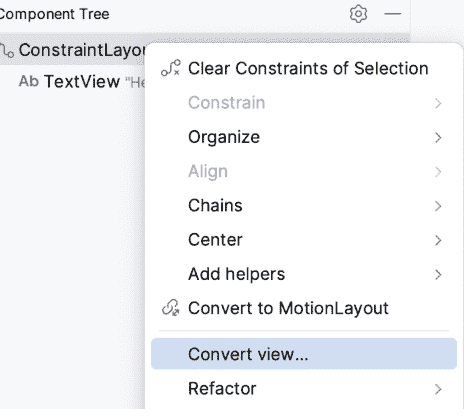 Component Tree
ConstraintLayou
Ab TextView "He
Clear Constraints of Selection
Constrain
Organize
Align
Chains
Center
Add helpers
Convert to MotionLayout
Convert view...
Refactor